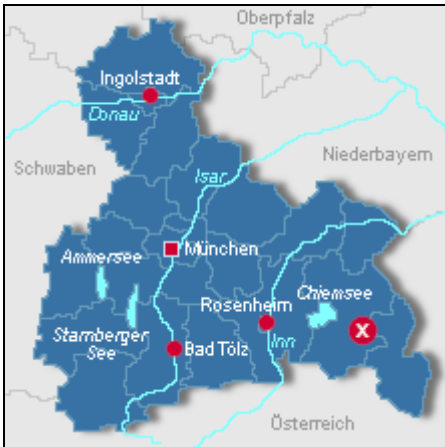 Oberpfalz
Ingolstadt
Donau
Niederbayern
Schwaben
Isar
München
Ammersee
Chiemsee
Rosenheim
Starnberger
See
Inn
X
Bad Tölz
Österreich